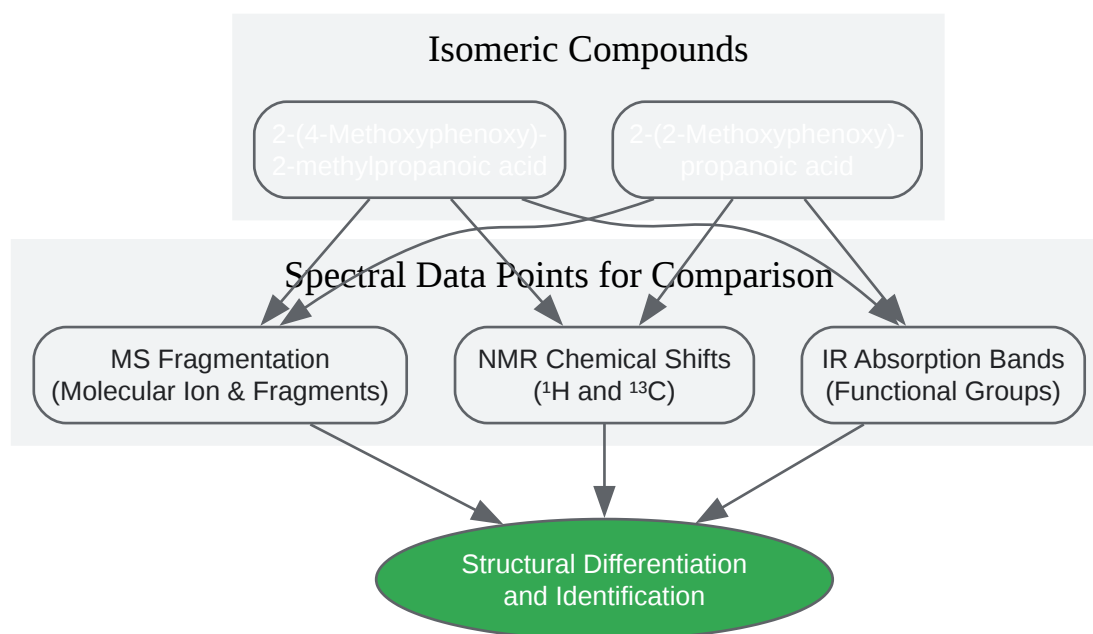 Isomeric Compounds
2-(4-Methoxyphenoxy)-
2-methylpropanoic acid
2-(2-Methoxyphenoxy)-
propanoic acid
Spectral Data Points for Comparison
MS Fragmentation
(Molecular Ion & Fragments)
NMR Chemical Shifts
(¹H and ¹³C)
IR Absorption Bands
(Functional Groups)
Structural Differentiation
and Identification